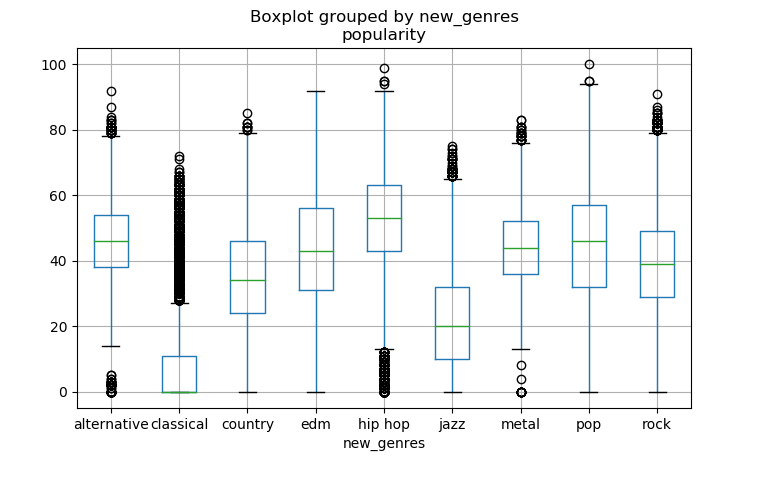 Boxplot grouped by new_genres
popularity
100
80
60
40
20
0
alternative classical country edm hip hop jazz metal pop rock
new_genres